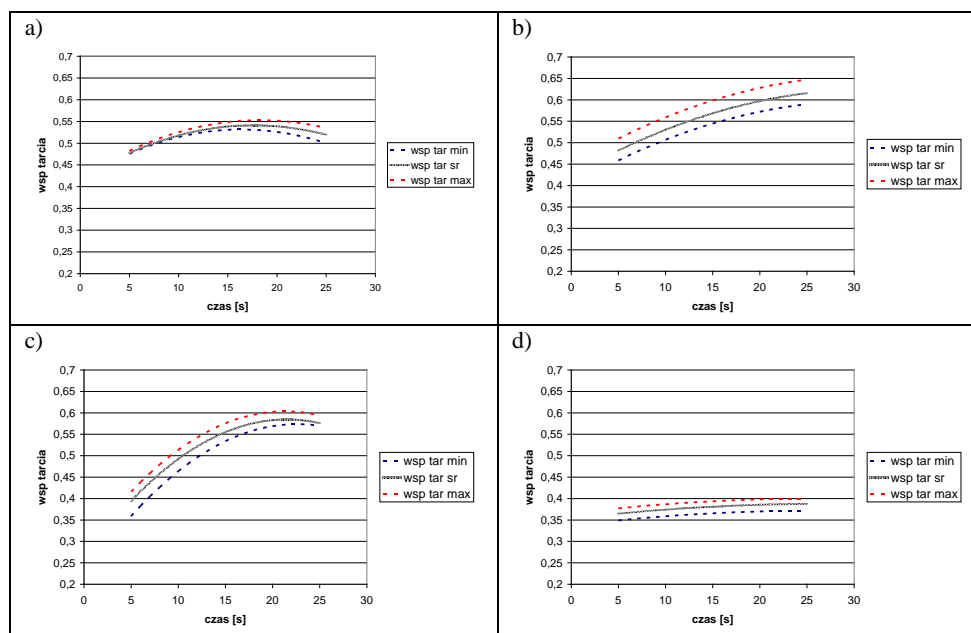 a)
0,7
0,65
0,6
0,55
0,5
0,45
0,4
0,35
0,3
0,25
0,2
0 5 10 15 20 25 30
czas [s]
wsp tarcia
wsp tar min
wsp tar sr
wsp tar max
b)
0,7
0,65
0,6
0,55
0,5
0,45
0,4
0,35
0,3
0,25
0,2
0 5 10 15 20 25 30
czas [s]
wsp tarcia
wsp tar min
wsp tar sr
wsp tar max
c)
0,7
0,65
0,6
0,55
0,5
0,45
0,4
0,35
0,3
0,25
0,2
0 5 10 15 20 25 30
czas [s]
wsp tarcia
wsp tar min
wsp tar sr
wsp tar max
d)
0,7
0,65
0,6
0,55
0,5
0,45
0,4
0,35
0,3
0,25
0,2
0 5 10 15 20 25 30
czas [s]
wsp tarcia
wsp tar min
wsp tar sr
wsp tar max